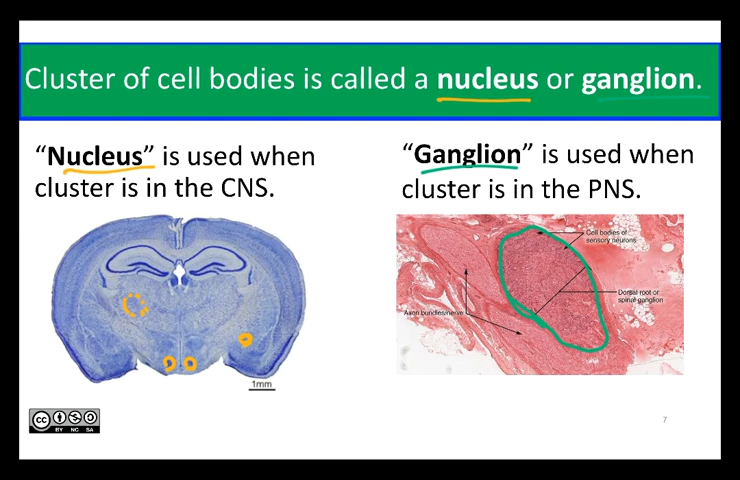 Cluster of cell bodies is called a nucleus or ganglion.
“Nucleus” is used when
cluster is in the CNS.
“Ganglion” is used when
cluster is in the PNS.
Cell bodies of
sensory neurons
Dorsal root or
spinal ganglion
Axon bundles/nerve
1mm
cc
BY NC SA
7